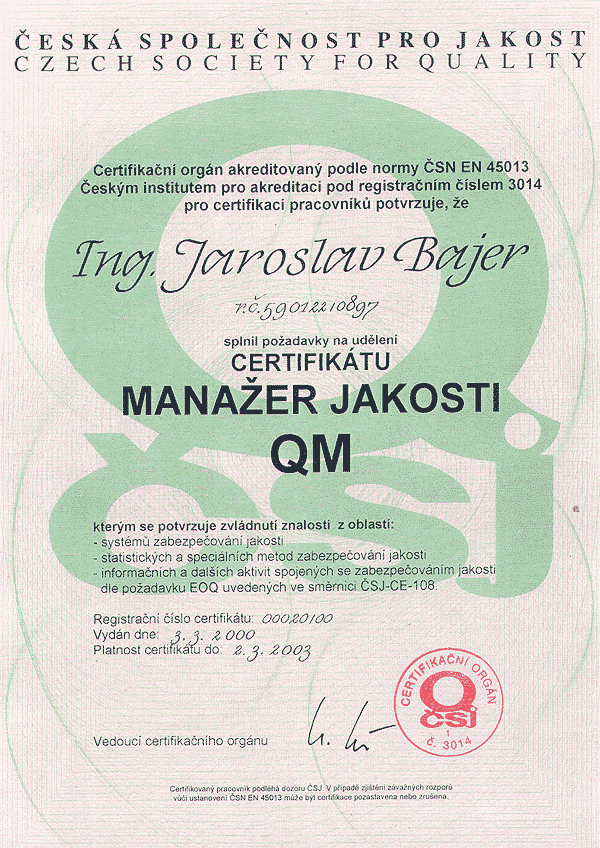 ČESKÁ SPOLEČNOST PRO JAKOST
CZECH SOCIETY FOR QUALITY
Certifikační orgán akreditovaný podle normy ČSN EN 45013
Českým institutem pro akreditaci pod registračním číslem 3014
pro certifikaci pracovníků potvrzuje, že
Ing. Jaroslav Bajer
r.č. 59012210897
splnil požadavky na udělení
CERTIFIKÁTU
MANAŽER JAKOSTI
QM
čsj
kterým se potvrzuje zvládnutí znalostí z oblastí:
- systémů zabezpečování jakosti
- statistických a speciálních metod zabezpečování jakosti
- informačních a dalších aktivit spojených se zabezpečováním jakosti
dle požadavku EOQ uvedených ve směrnici ČSJ-CE-108.
Registrační číslo certifikátu: 00020100
Vydán dne: 3. 3. 2000
Platnost certifikátu do: 2. 3. 2003
CERTIFIKAČNÍ ORGÁN
čsj
1
č. 3014
Vedoucí certifikačního orgánu
Certifikovaný pracovník podléhá dozoru ČSJ. V případě zjištění závažných rozporů
vůči ustanovení ČSN EN 45013 může být certifikace pozastavena nebo zrušena.